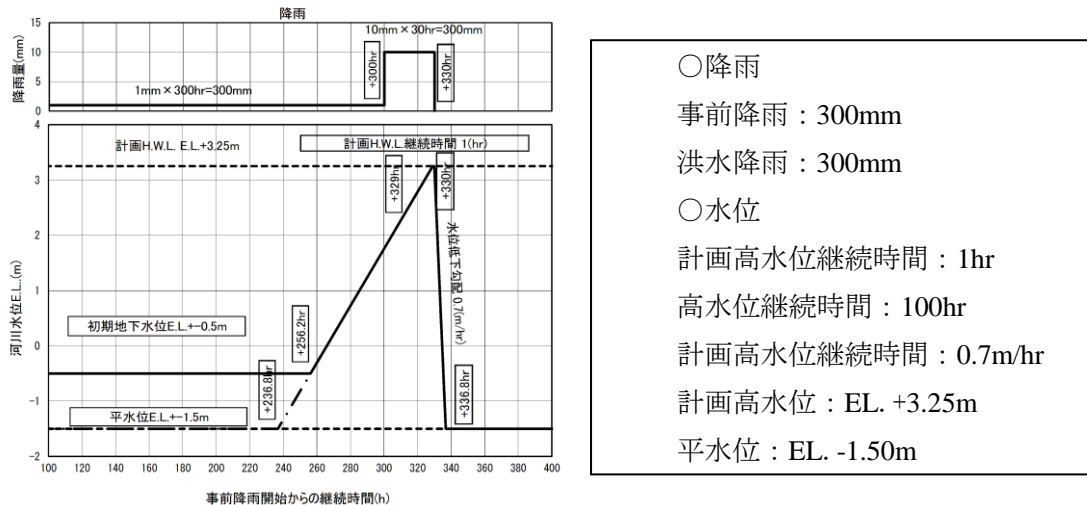 降雨
降雨量(mm)
15
10
5
0
10mm×30hr=300mm
1mm×300hr=300mm
+300hr
+330hr
河川水位E.L.(m)
4
3
2
1
0
-1
-2
計画H.W.L. E.L.+3.25m
計画H.W.L.継続時間 1(hr)
+329hr
+330hr
水位低下勾配 0.7(m/hr)
初期地下水位E.L.+-0.5m
+256.2hr
+236.8hr
平水位E.L.+-1.5m
+336.8hr
100 120 140 160 180 200 220 240 260 280 300 320 340 360 380 400
事前降雨開始からの継続時間(h)
○降雨
事前降雨：300mm
洪水降雨：300mm
○水位
計画高水位継続時間：1hr
高水位継続時間：100hr
計画高水位継続時間：0.7m/hr
計画高水位：EL. +3.25m
平水位：EL. -1.50m